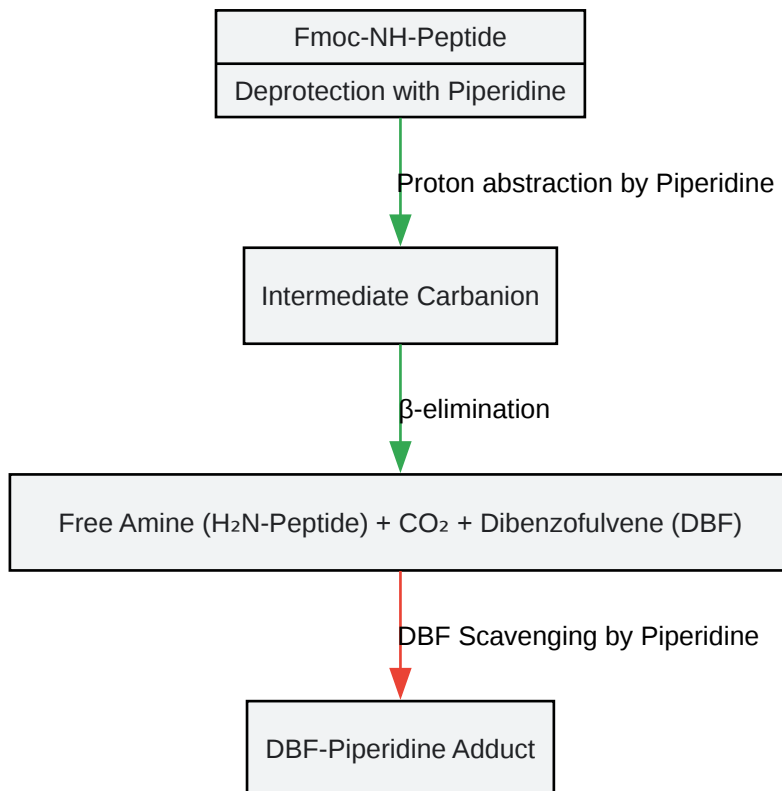 Fmoc-NH-Peptide
Deprotection with Piperidine
Proton abstraction by Piperidine
Intermediate Carbanion
β-elimination
Free Amine (H₂N-Peptide) + CO₂ + Dibenzofulvene (DBF)
DBF Scavenging by Piperidine
DBF-Piperidine Adduct